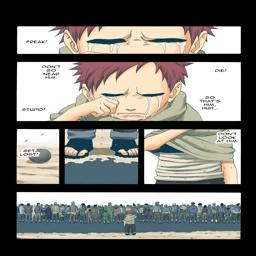 FREAK!
DON'T
GO
NEAR
HIM.
DIE!
STUPID!
SO
THAT'S
HIM,
HUH...
GET
LOST!
DON'T
LOOK
AT HIM.